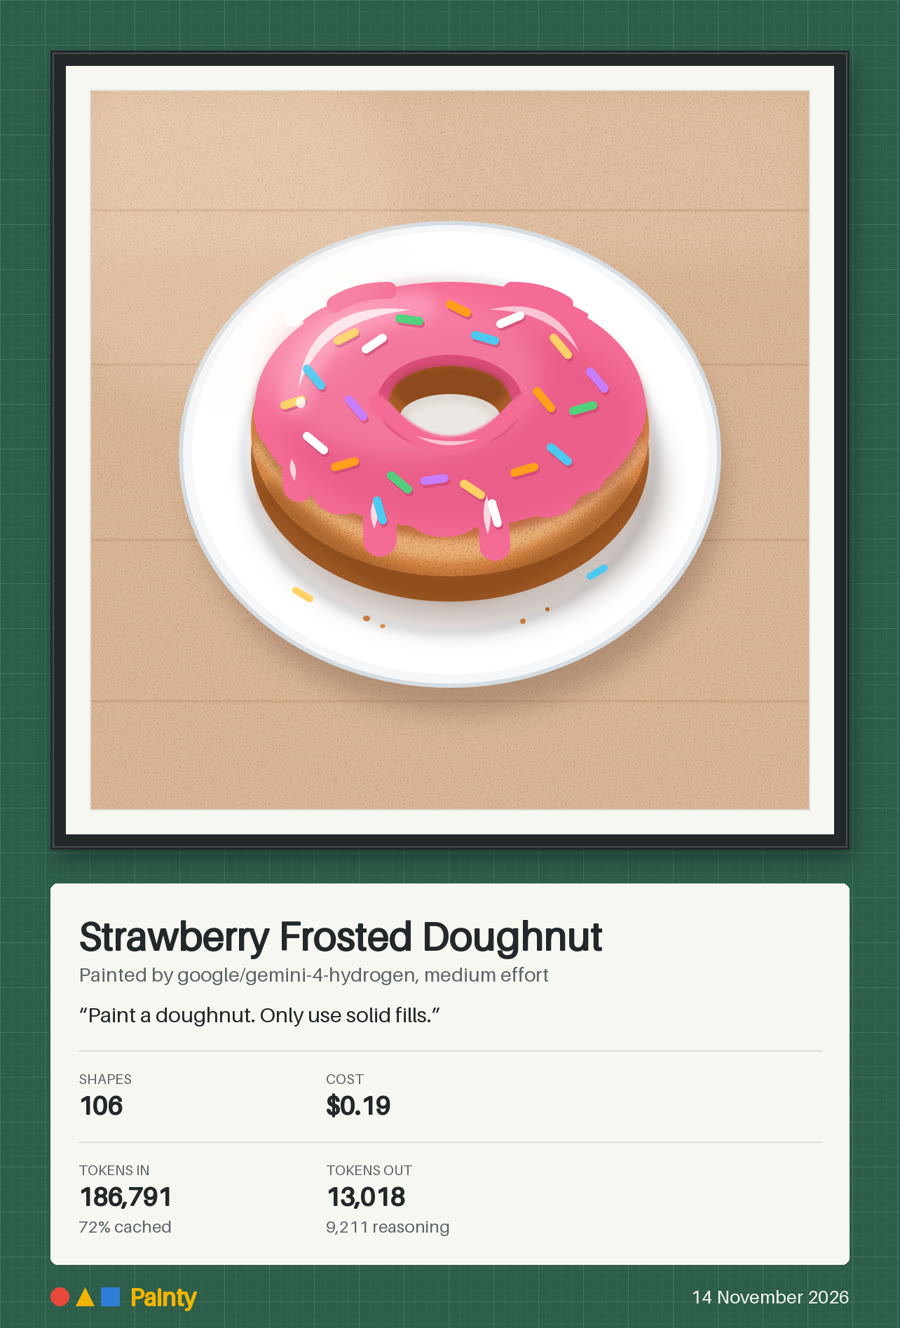 Strawberry Frosted Doughnut
Painted by google/gemini-4-hydrogen, medium effort
“Paint a doughnut. Only use solid fills.”
SHAPES COST
106 $0.19
TOKENS IN TOKENS OUT
186,791 13,018
72% cached 9,211 reasoning
Painty 14 November 2026